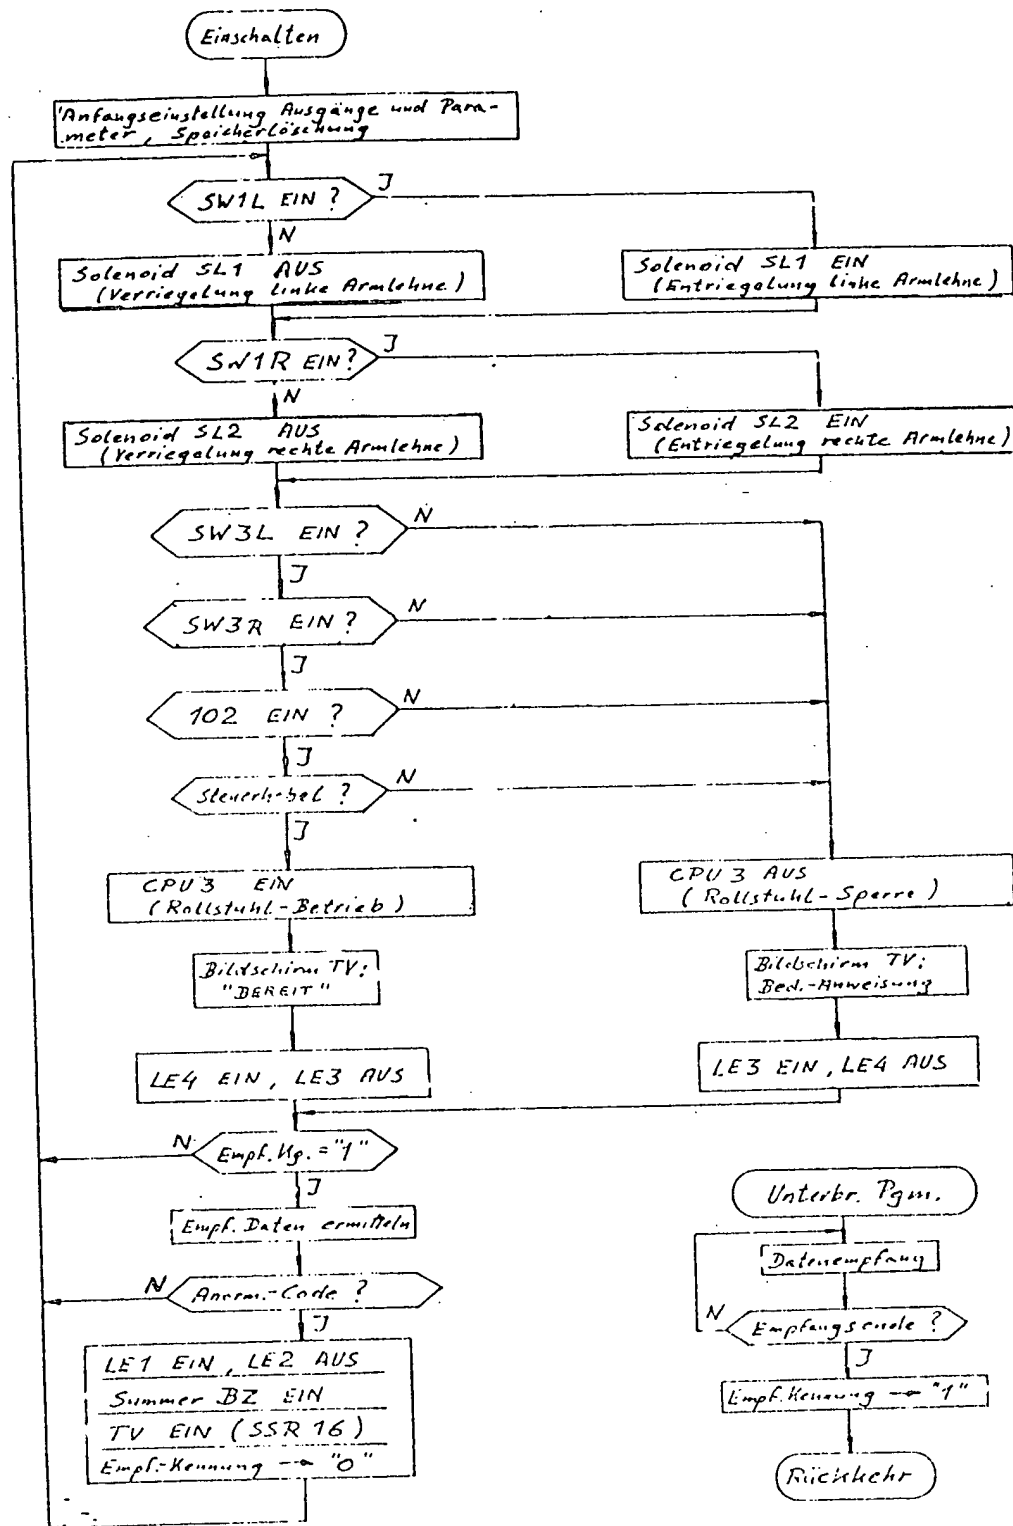 Einschalten
Anfangseinstellung Ausgänge und Para-
meter, Speicherlöschung
SW1L EIN ?
J
N
Solenoid SL1 AUS
(Verriegelung linke Armlehne)
Solenoid SL1 EIN
(Entriegelung linke Armlehne)
SW1R EIN?
J
N
Solenoid SL2 AUS
(Verriegelung rechte Armlehne)
Solenoid SL2 EIN
(Entriegelung rechte Armlehne)
SW3L EIN ?
N
J
SW3R EIN ?
N
J
102 EIN ?
N
J
Steuerhebel ?
N
J
CPU3 EIN
(Rollstuhl-Betrieb)
CPU3 AUS
(Rollstuhl-Sperre)
Bildschirm TV:
"BEREIT"
Bildschirm TV:
Bed.-Anweisung
LE4 EIN, LE3 AUS
LE3 EIN, LE4 AUS
N
Empf. Kg. = "1"
J
Empf. Daten ermitteln
N
Anorm.-Code ?
J
LE1 EIN, LE2 AUS
Summer BZ EIN
TV EIN (SSR 16)
Empf.-Kennung → "0"
Unterbr. Pgm.
Datenempfang
N
Empfangsende ?
J
Empf. Kennung → "1"
Rückkehr